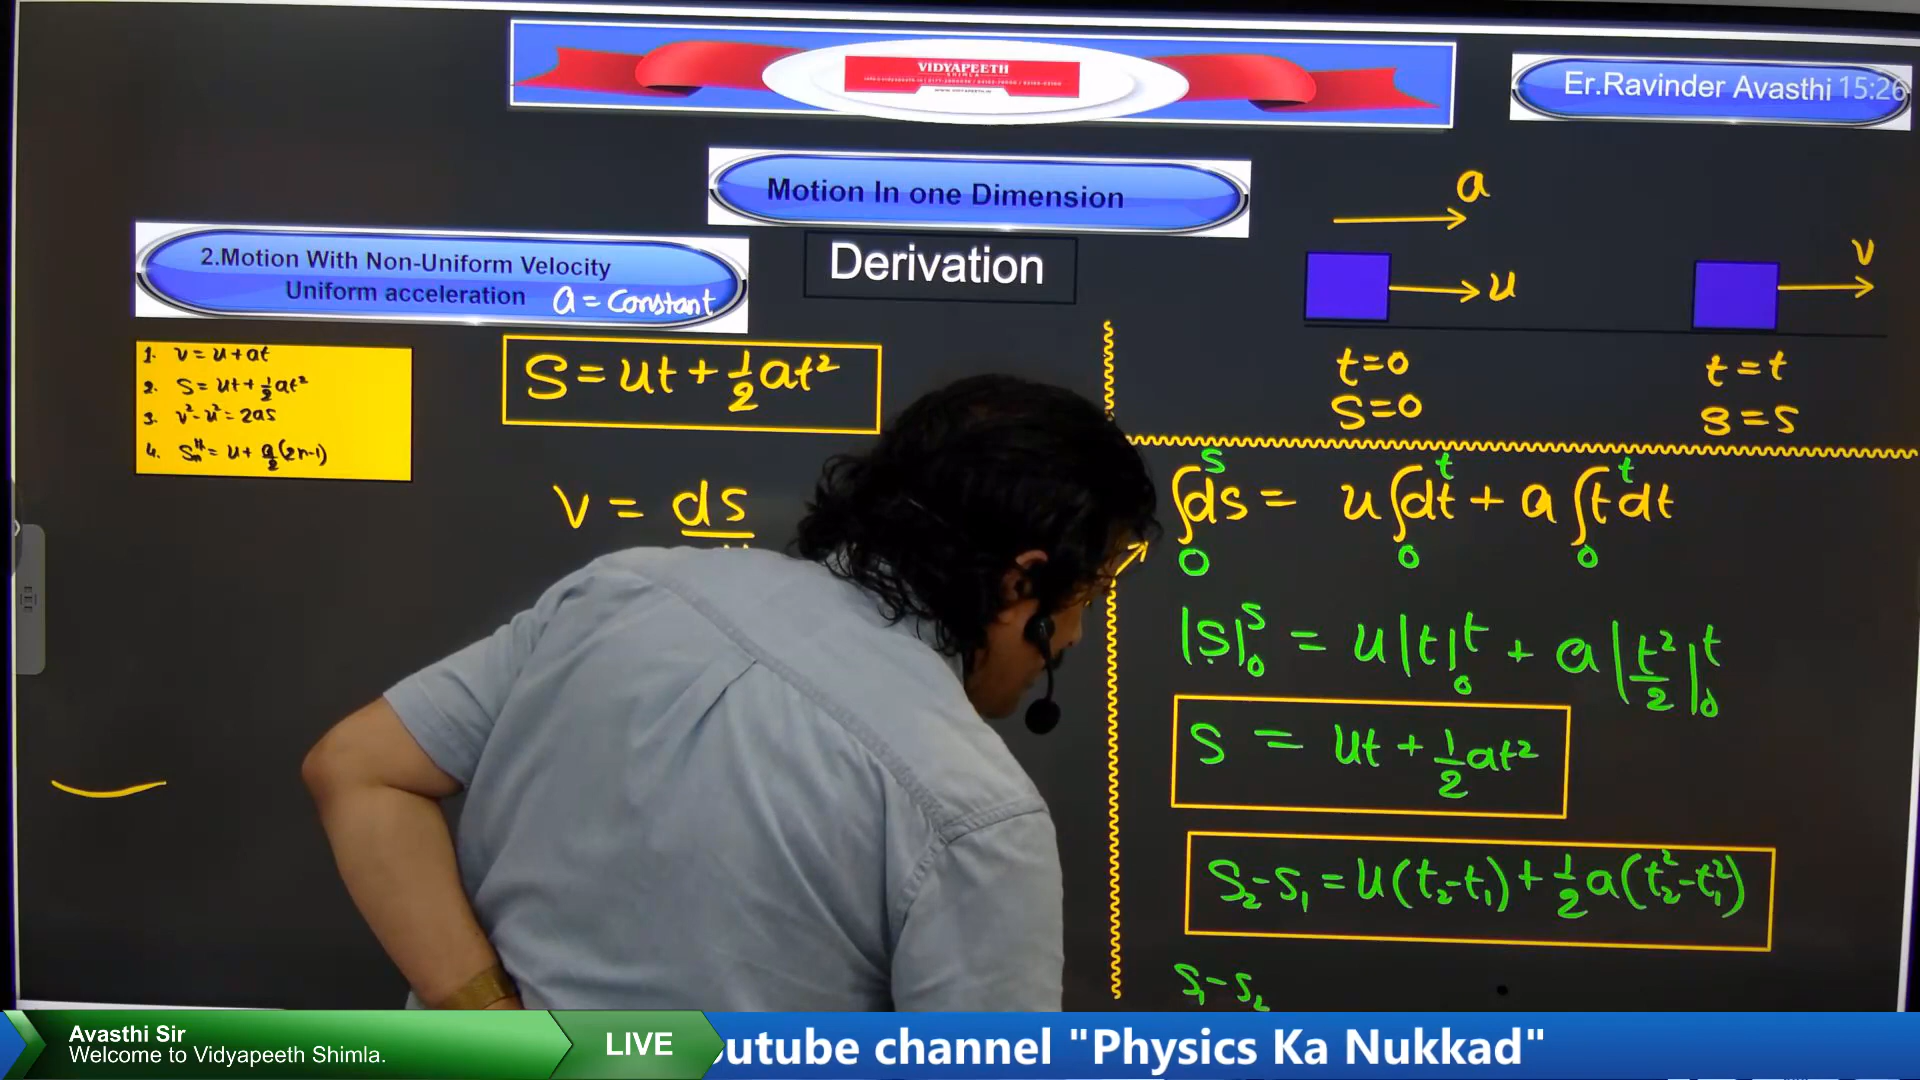 VIDYAPEETH
SHIMLA
Er.Ravinder Avasthi 15:26
Motion In one Dimension
2.Motion With Non-Uniform Velocity
Uniform acceleration a = Constant
Derivation
1. v = u + at
2. S = ut + ½at²
3. v² - u² = 2as
4. Sₙᵗʰ = u + a/2 (2n-1)
S = ut + ½at²
v = ds
a
u
v
t=0
S=0
t=t
S=S
∫₀ˢ ds = u∫₀ᵗ dt + a∫₀ᵗ t dt
|S|₀ˢ = u|t|₀ᵗ + a|t²/2|₀ᵗ
S = ut + ½at²
S₂-S₁ = u(t₂-t₁) + ½a(t₂²-t₁²)
S₁-S₂
Avasthi Sir
Welcome to Vidyapeeth Shimla.
LIVE
outube channel "Physics Ka Nukkad"